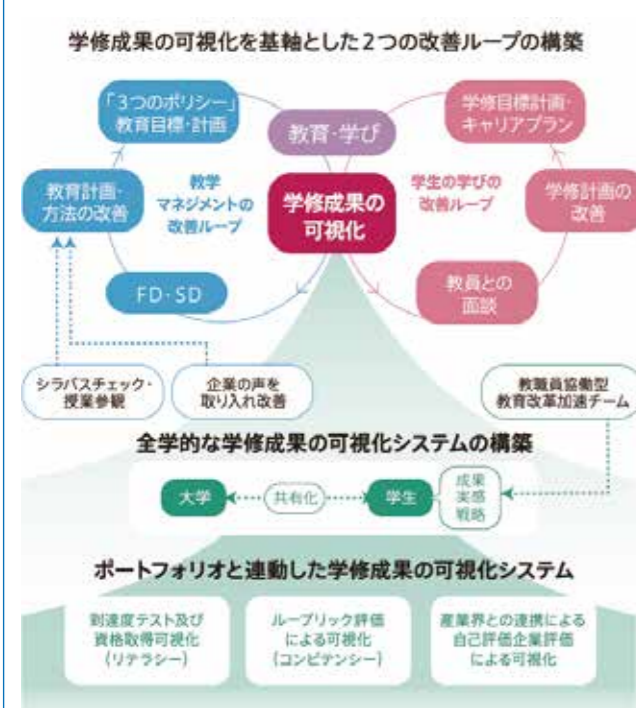 学修成果の可視化を基軸とした2つの改善ループの構築
「3つのポリシー」
教育目標・計画
教育・学び
学修目標計画・
キャリアプラン
教育計画・
方法の改善
教学
マネジメントの
改善ループ
学修成果の
可視化
学生の学びの
改善ループ
学修計画の
改善
FD・SD
教員との
面談
シラバスチェック・
授業参観
企業の声を
取り入れ改善
教職員協働型
教育改革加速チーム
全学的な学修成果の可視化システムの構築
大学
共有化
学生
成果
実感
戦略
ポートフォリオと連動した学修成果の可視化システム
到達度テスト及び
資格取得可視化
(リテラシー)
ルーブリック評価
による可視化
(コンピテンシー)
産業界との連携による
自己評価企業評価
による可視化